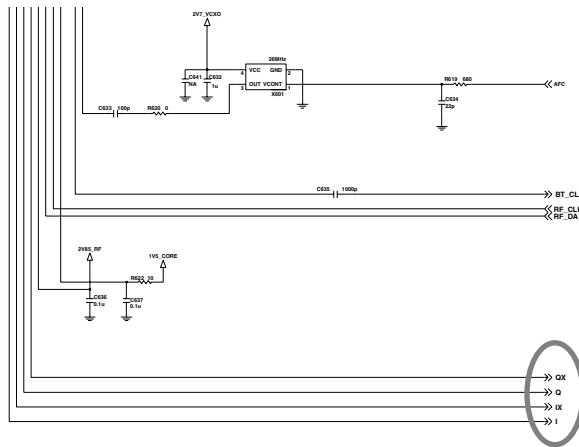 2V7_VCXO
26MHz
C641
NA
C632
1u
4
VCC
GND
2
3
OUT
VCONT
1
X601
C633
100p
R620
0
R619
680
AFC
C634
22p
C635
1000p
BT_CL
RF_CL
RF_DA
2V85_RF
1V5_CORE
R622
10
C636
0.1u
C637
0.1u
QX
Q
IX
I